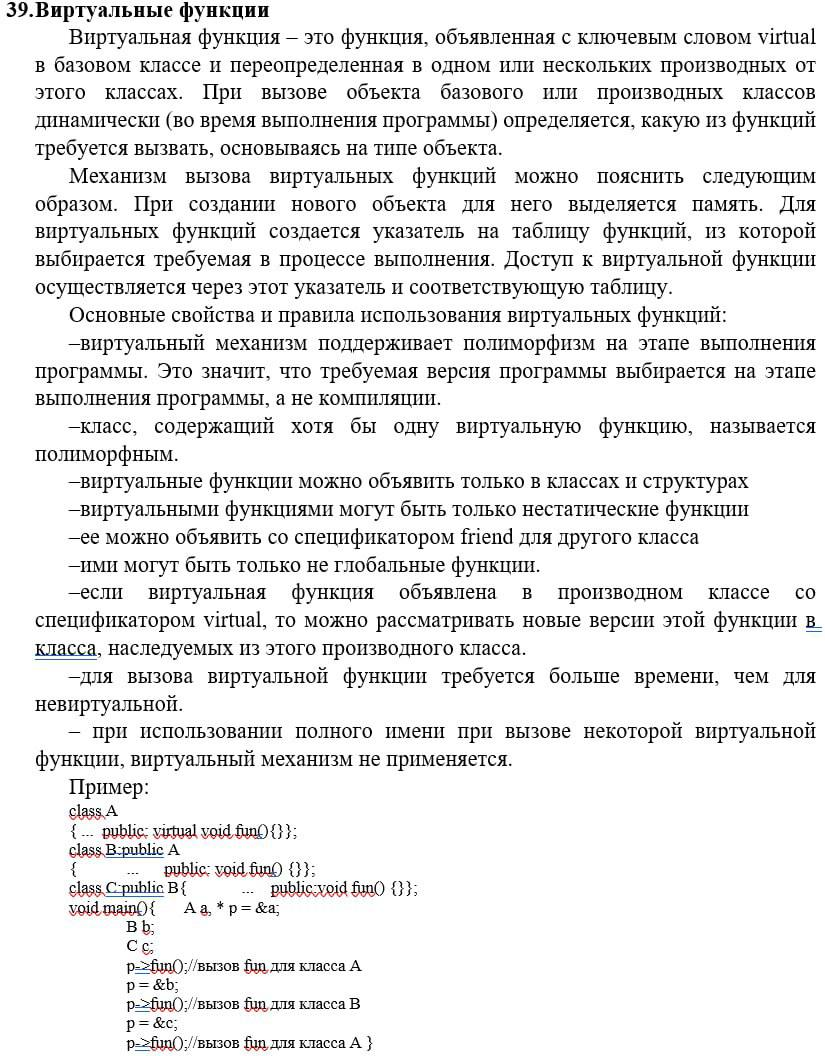 39.Виртуальные функции
Виртуальная функция – это функция, объявленная с ключевым словом virtual
в базовом классе и переопределенная в одном или нескольких производных от
этого классах. При вызове объекта базового или производных классов
динамически (во время выполнения программы) определяется, какую из функций
требуется вызвать, основываясь на типе объекта.
Механизм вызова виртуальных функций можно пояснить следующим
образом. При создании нового объекта для него выделяется память. Для
виртуальных функций создается указатель на таблицу функций, из которой
выбирается требуемая в процессе выполнения. Доступ к виртуальной функции
осуществляется через этот указатель и соответствующую таблицу.
Основные свойства и правила использования виртуальных функций:
–виртуальный механизм поддерживает полиморфизм на этапе выполнения
программы. Это значит, что требуемая версия программы выбирается на этапе
выполнения программы, а не компиляции.
–класс, содержащий хотя бы одну виртуальную функцию, называется
полиморфным.
–виртуальные функции можно объявить только в классах и структурах
–виртуальными функциями могут быть только нестатические функции
–ее можно объявить со спецификатором friend для другого класса
–ими могут быть только не глобальные функции.
–если виртуальная функция объявлена в производном классе со
спецификатором virtual, то можно рассматривать новые версии этой функции в
класса, наследуемых из этого производного класса.
–для вызова виртуальной функции требуется больше времени, чем для
невиртуальной.
– при использовании полного имени при вызове некоторой виртуальной
функции, виртуальный механизм не применяется.
Пример:
class A
{ ... public: virtual void fun(){}};
class B:public A
{ ... public: void fun() {}};
class C:public B{ ... public:void fun() {}};
void main(){ A a, * p = &a;
B b;
C c;
p->fun();//вызов fun для класса А
p = &b;
p->fun();//вызов fun для класса В
p = &c;
p->fun();//вызов fun для класса А }